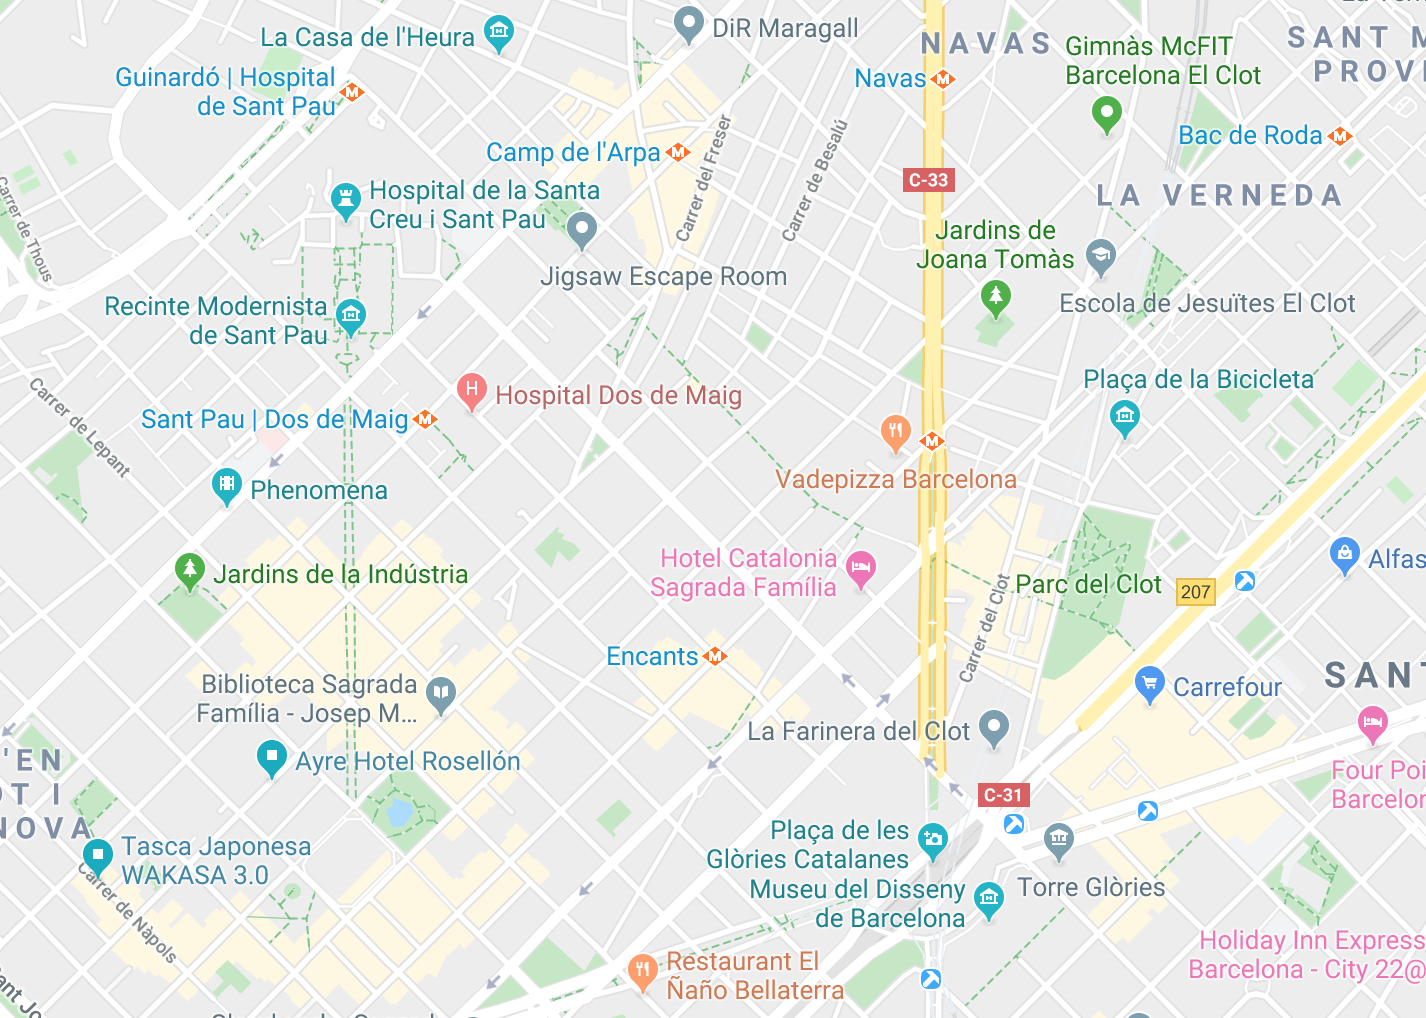 La Casa de l'Heura
DiR Maragall
NAVAS
Gimnàs McFIT
Barcelona El Clot
SANT M
PROVE
Guinardó | Hospital
de Sant Pau
Navas
Camp de l'Arpa
Bac de Roda
Carrer del Freser
Carrer de Besalú
C-33
LA VERNEDA
Hospital de la Santa
Creu i Sant Pau
Carrer de Thous
Jardins de
Joana Tomàs
Jigsaw Escape Room
Escola de Jesuïtes El Clot
Recinte Modernista
de Sant Pau
Plaça de la Bicicleta
Carrer de Lepant
Hospital Dos de Maig
Sant Pau | Dos de Maig
Vadepizza Barcelona
Phenomena
Hotel Catalonia
Sagrada Família
Alfas
Jardins de la Indústria
Parc del Clot
207
Carrer del Clot
Encants
SANT
Biblioteca Sagrada
Família - Josep M...
Carrefour
La Farinera del Clot
'EN
OT I
NOVA
Ayre Hotel Rosellón
Four Poi
Barcelon
C-31
Tasca Japonesa
WAKASA 3.0
Plaça de les
Glòries Catalanes
Museu del Disseny
de Barcelona
Torre Glòries
Carrer de Nàpols
Holiday Inn Express
Barcelona - City 22@
Restaurant El
Ñaño Bellaterra
ant Jo